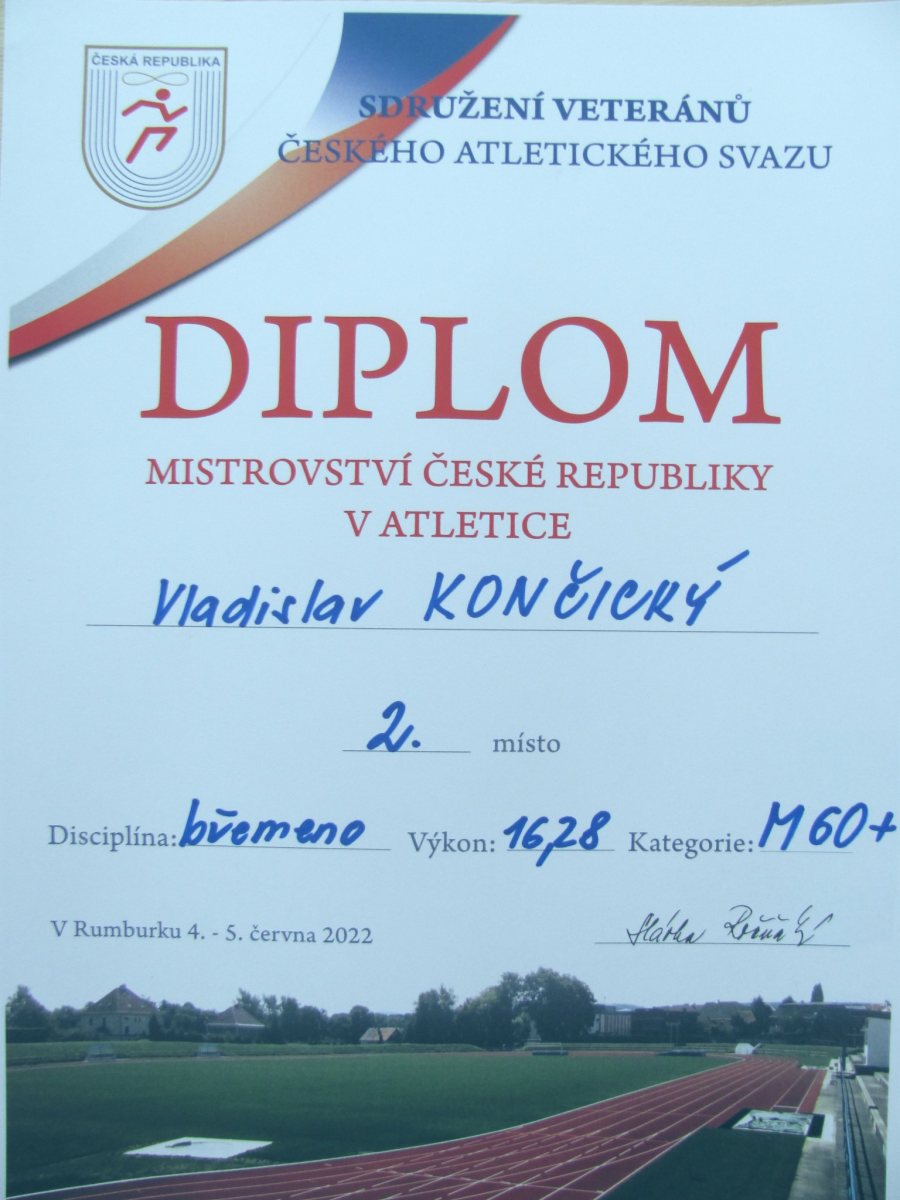 ČESKÁ REPUBLIKA
SDRUŽENÍ VETERÁNŮ
ČESKÉHO ATLETICKÉHO SVAZU
DIPLOM
MISTROVSTVÍ ČESKÉ REPUBLIKY
V ATLETICE
Vladislav KONČICKÝ
2. místo
Disciplína: břemeno Výkon: 16,28 Kategorie: M60+
V Rumburku 4. - 5. června 2022